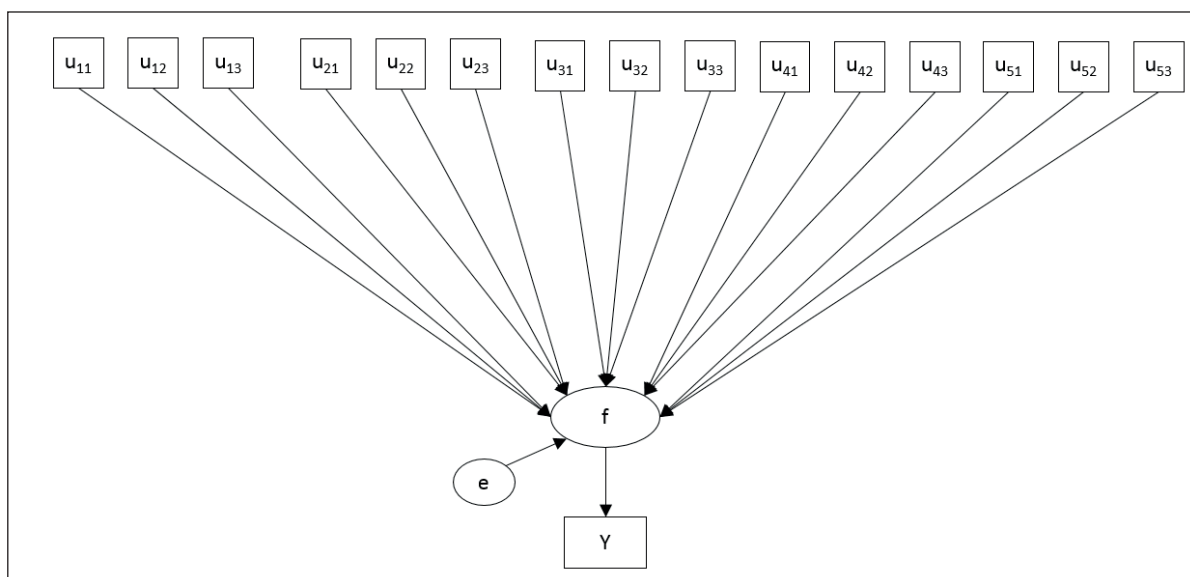 u₁₁ u₁₂ u₁₃ u₂₁ u₂₂ u₂₃ u₃₁ u₃₂ u₃₃ u₄₁ u₄₂ u₄₃ u₅₁ u₅₂ u₅₃
f
e
Y